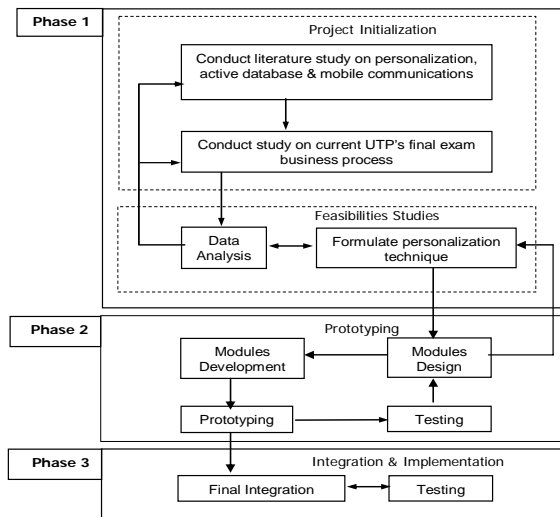 Phase 1
Project Initialization
Conduct literature study on personalization,
active database & mobile communications
Conduct study on current UTP's final exam
business process
Feasibilities Studies
Data
Analysis
Formulate personalization
technique
Phase 2
Prototyping
Modules
Development
Modules
Design
Prototyping
Testing
Phase 3
Integration & Implementation
Final Integration
Testing